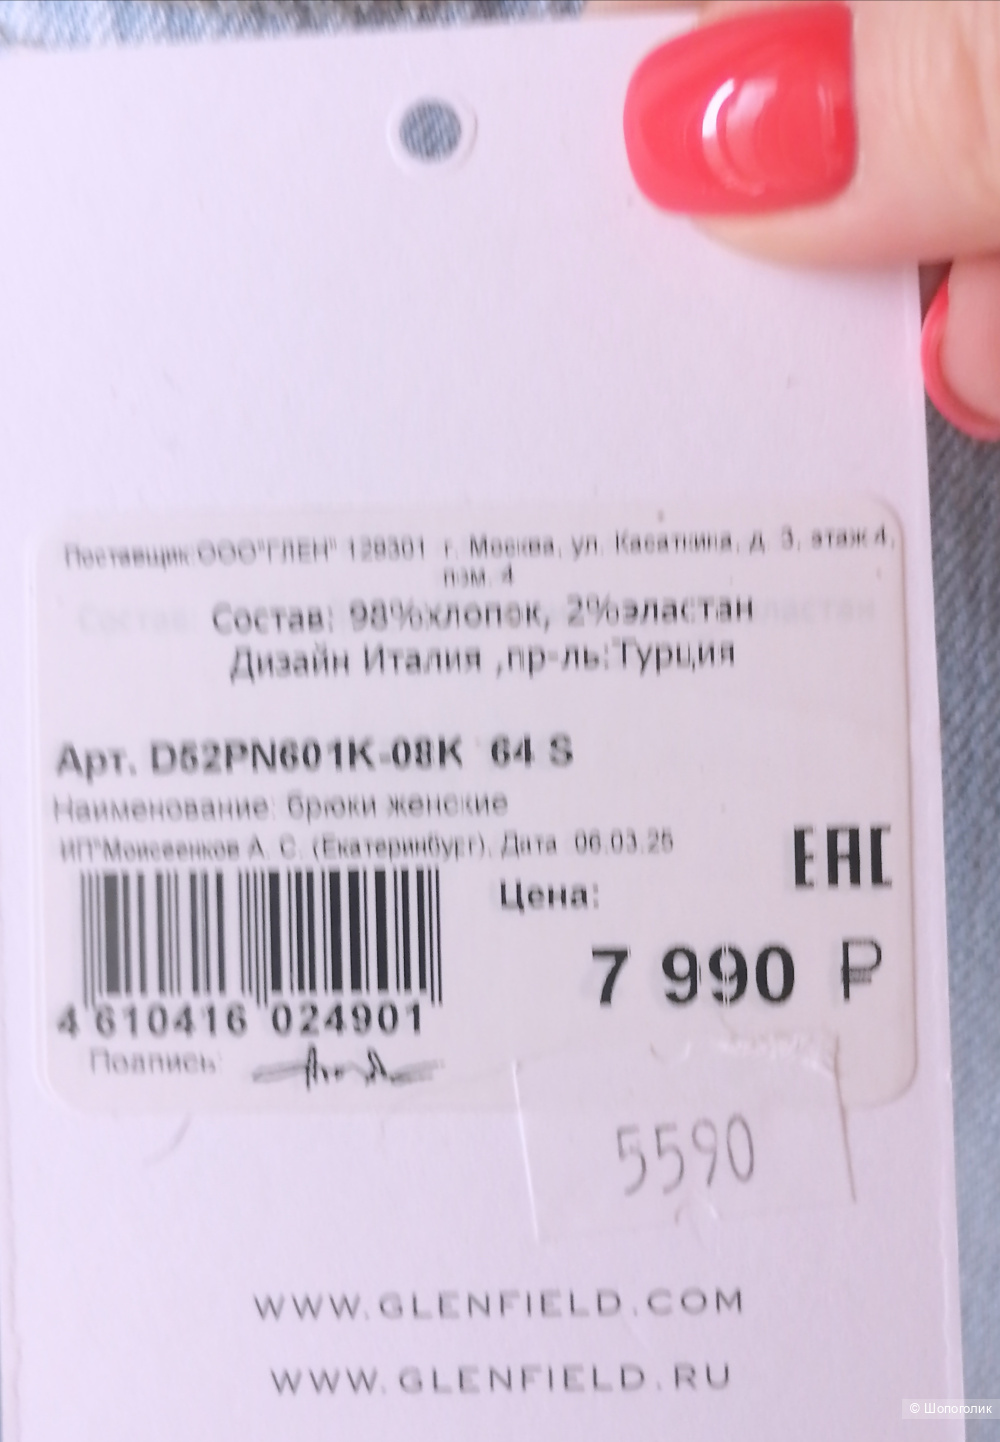 Поставщик:ООО"ГЛЕН" 129301 г. Москва, ул. Касаткина, д. 3, этаж 4,
пом. 4
Состав: 98%хлопок, 2%эластан
Дизайн Италия ,пр-ль:Турция
Арт. D52PN601K-08K 64 S
Наименование: брюки женские
ИП"Моисеенков А. С. (Екатеринбург), Дата 06.03.25
ЕАС
Цена:
7 990 ₽
4 610416 024901
Подпись:
5590
WWW.GLENFIELD.COM
WWW.GLENFIELD.RU
© Шопоголик